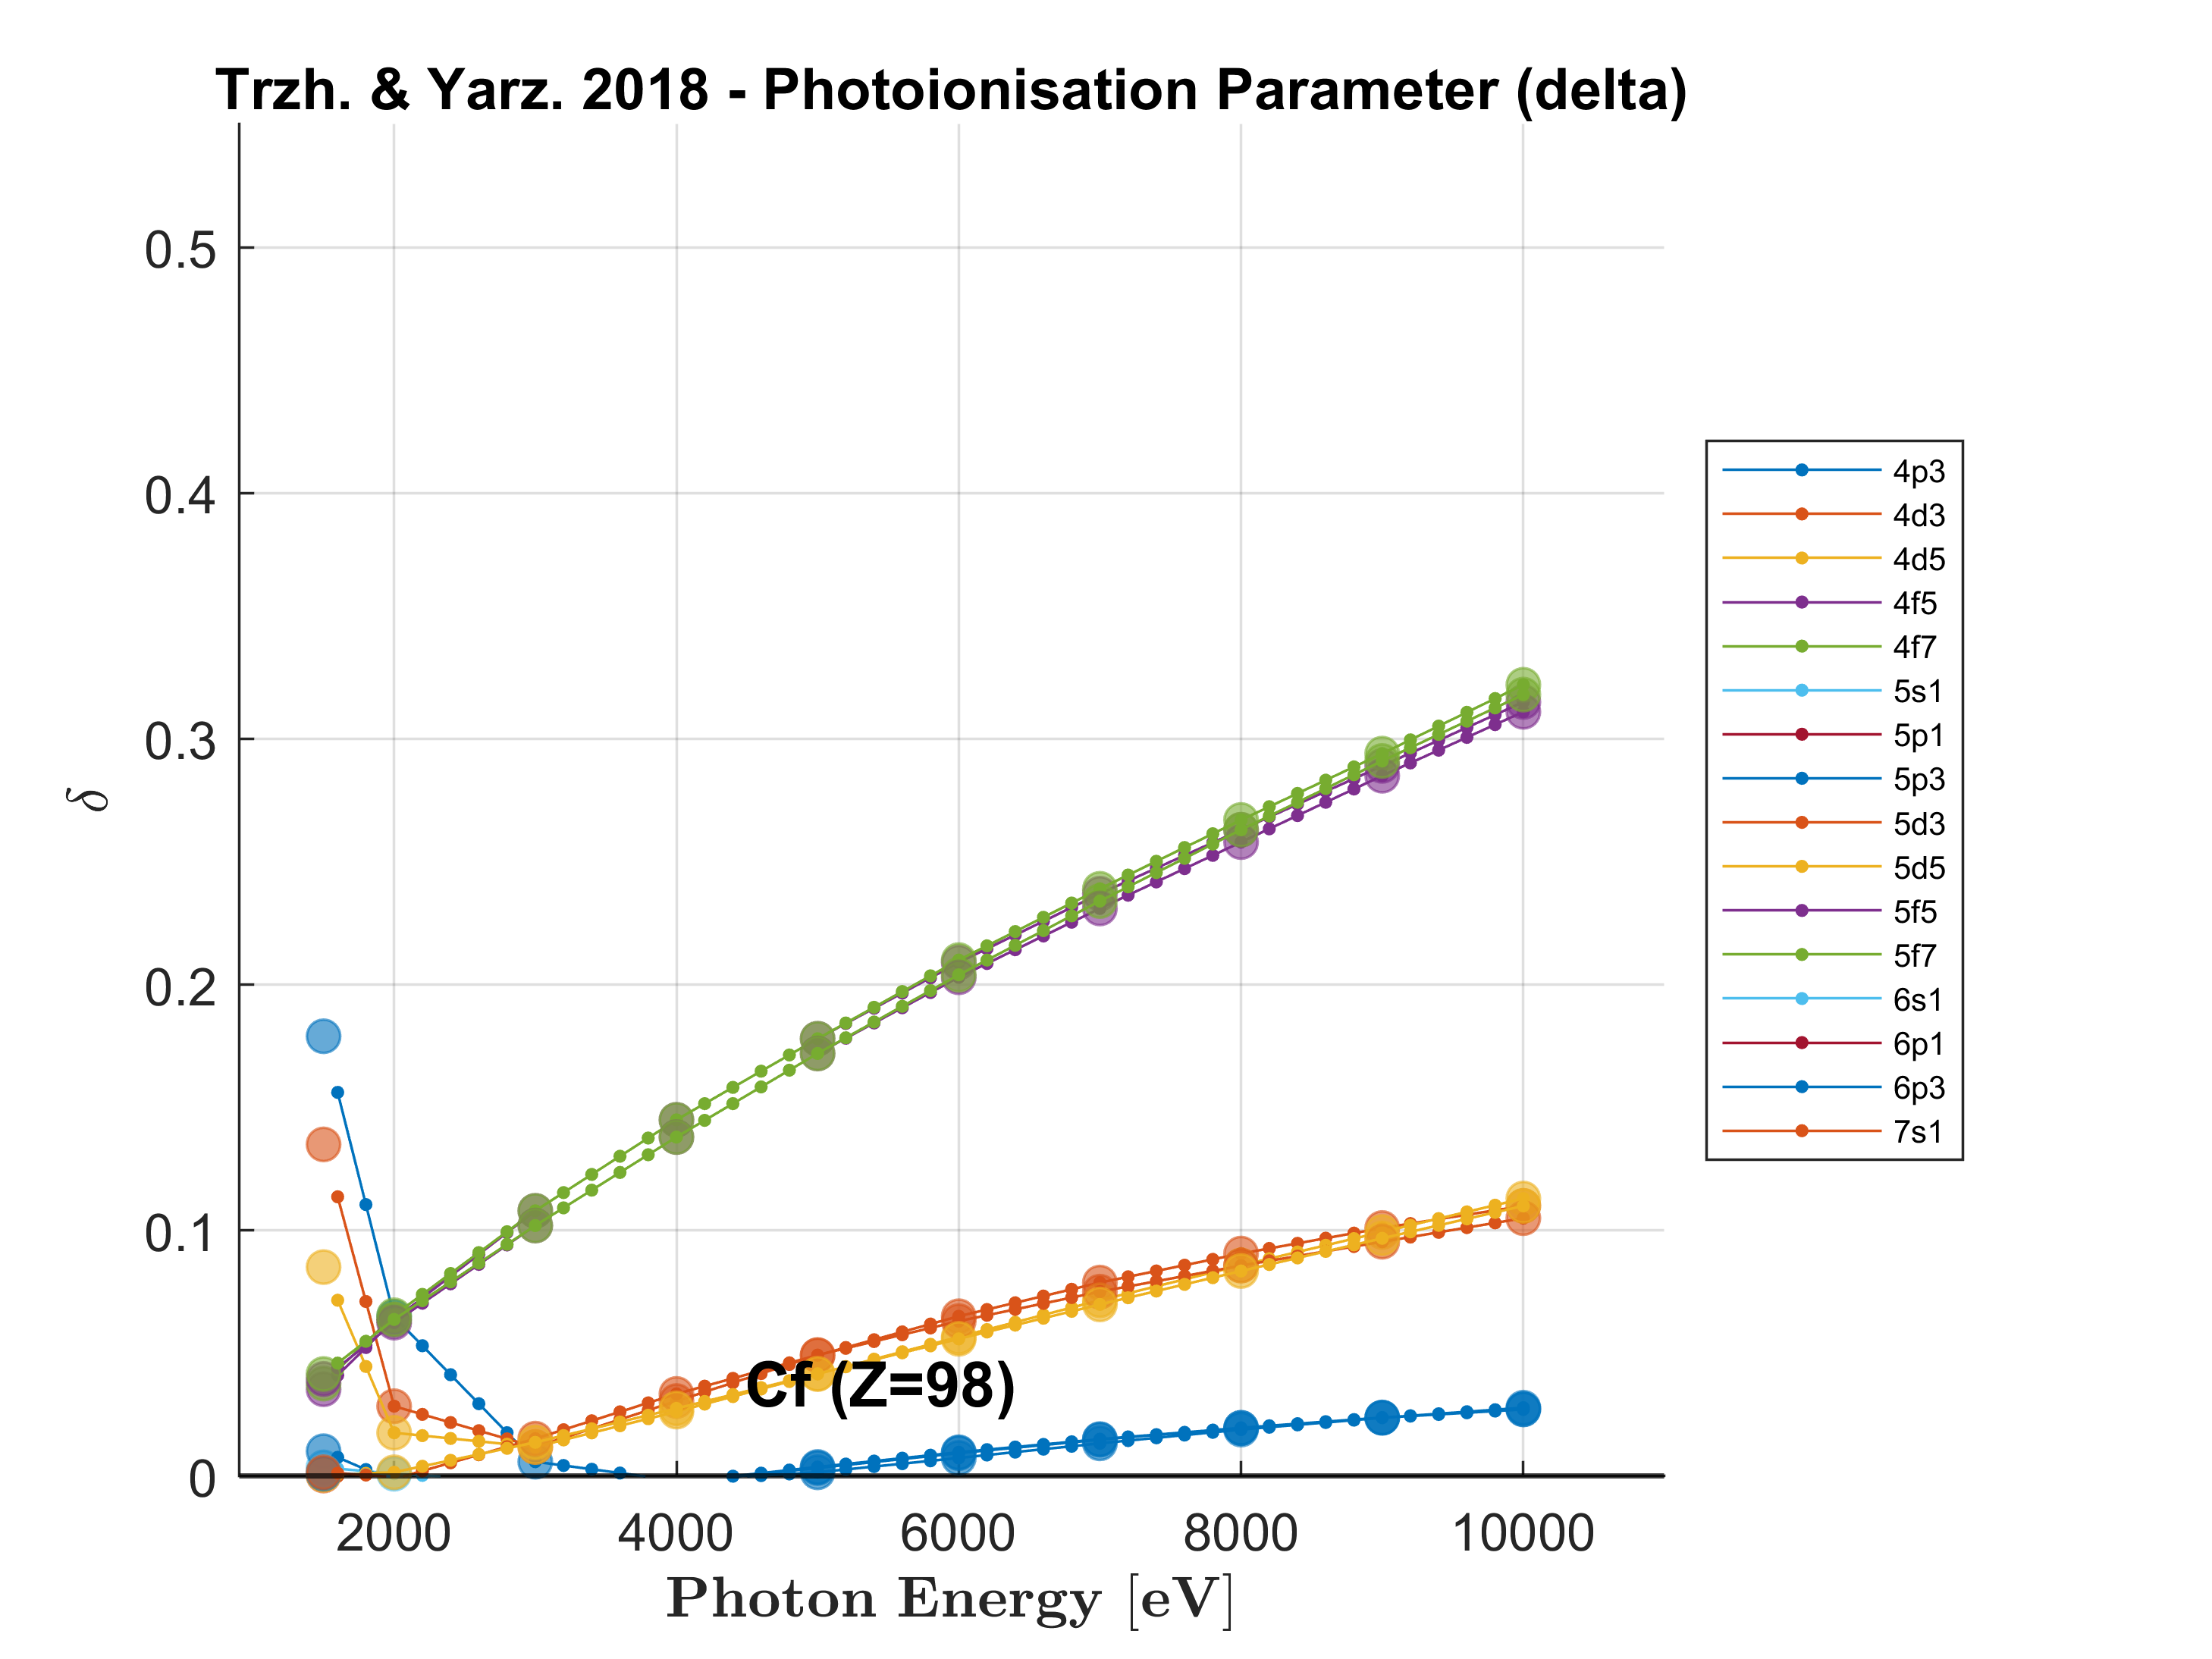 Trzh. & Yarz. 2018 - Photoionisation Parameter (delta)
0.5
0.4
0.3
0.2
0.1
0
δ
2000 4000 6000 8000 10000
Photon Energy [eV]
Cf (Z=98)
4p3
4d3
4d5
4f5
4f7
5s1
5p1
5p3
5d3
5d5
5f5
5f7
6s1
6p1
6p3
7s1